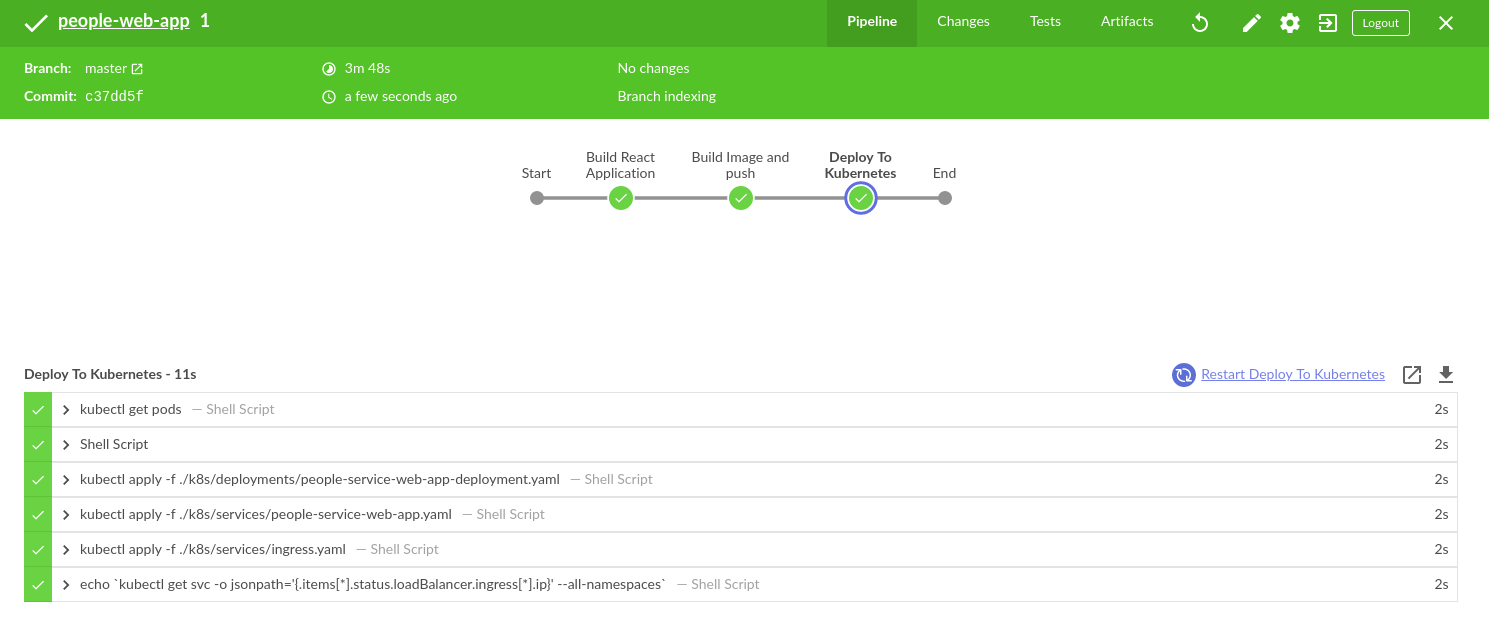 people-web-app 1 Pipeline Changes Tests Artifacts Logout
Branch: master 3m 48s No changes
Commit: c37dd5f a few seconds ago Branch indexing
Start
Build React
Application
Build Image and
push
Deploy To
Kubernetes
End
Deploy To Kubernetes - 11s Restart Deploy To Kubernetes
kubectl get pods — Shell Script 2s
Shell Script 2s
kubectl apply -f ./k8s/deployments/people-service-web-app-deployment.yaml — Shell Script 2s
kubectl apply -f ./k8s/services/people-service-web-app.yaml — Shell Script 2s
kubectl apply -f ./k8s/services/ingress.yaml — Shell Script 2s
echo `kubectl get svc -o jsonpath='{.items[*].status.loadBalancer.ingress[*].ip}' --all-namespaces` — Shell Script 2s